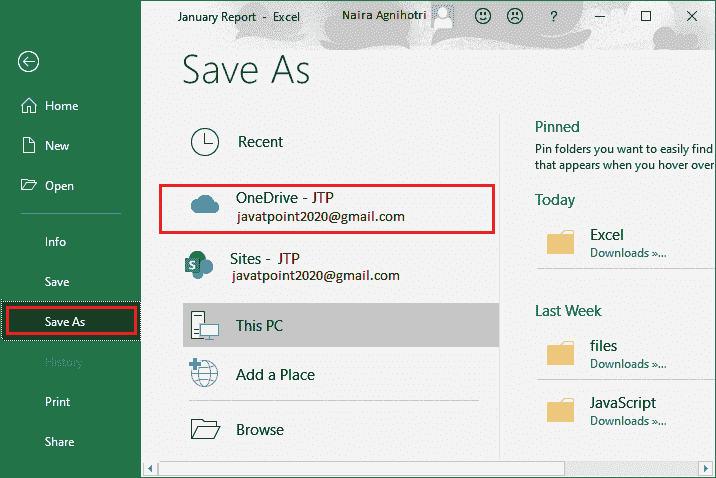 January Report - Excel
Naira Agnihotri
?
Save As
Home
New
Open
Info
Save
Save As
History
Print
Share
Recent
OneDrive - JTP
javatpoint2020@gmail.com
Sites - JTP
javatpoint2020@gmail.com
S
This PC
Add a Place
Browse
Pinned
Pin folders you want to easily find
that appears when you hover over
Today
Excel
Downloads »...
Last Week
files
Downloads »...
JavaScript
Downloads »...